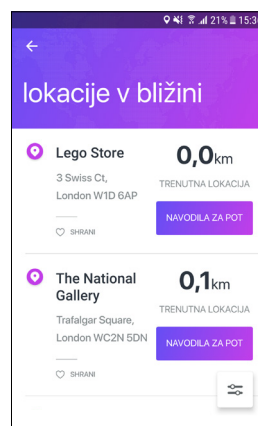 21% 15:36
lokacije v bližini
Lego Store
0,0km
3 Swiss Ct,
London W1D 6AP
TRENUTNA LOKACIJA
NAVODILA ZA POT
SHRANI
The National
Gallery
0,1km
Trafalgar Square,
London WC2N 5DN
TRENUTNA LOKACIJA
NAVODILA ZA POT
SHRANI